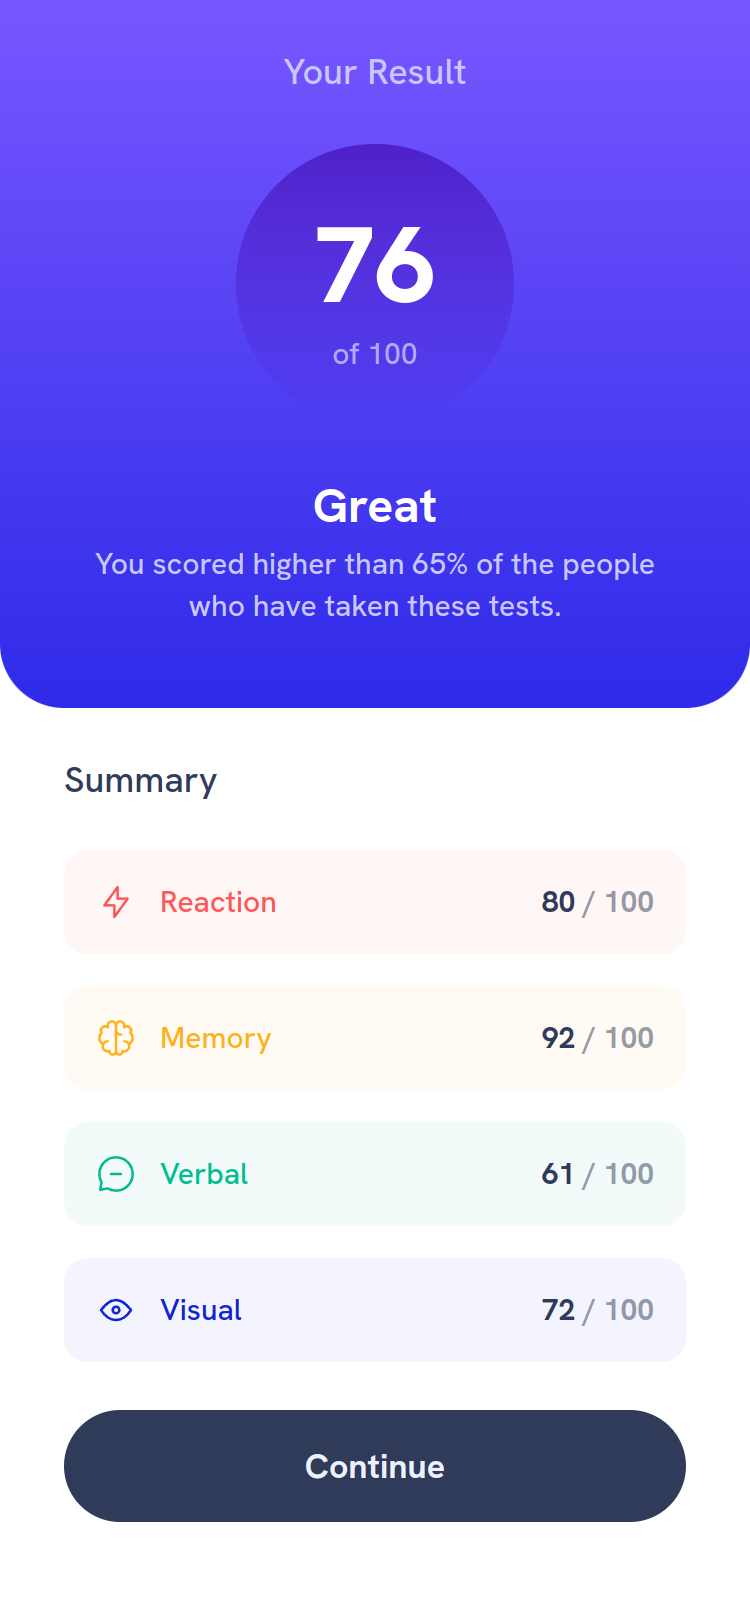 Your Result
76
of 100
Great
You scored higher than 65% of the people
who have taken these tests.
Summary
Reaction 80 / 100
Memory 92 / 100
Verbal 61 / 100
Visual 72 / 100
Continue